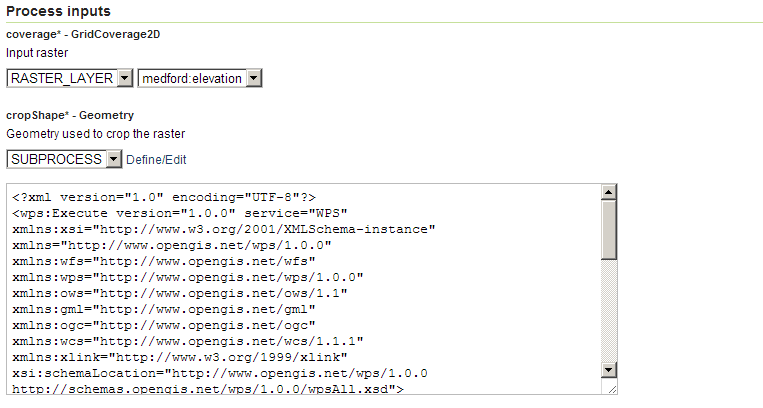 Process inputs
coverage* - GridCoverage2D
Input raster
RASTER_LAYER medford:elevation
cropShape* - Geometry
Geometry used to crop the raster
SUBPROCESS Define/Edit
<?xml version="1.0" encoding="UTF-8"?>
<wps:Execute version="1.0.0" service="WPS"
xmlns:xsi="http://www.w3.org/2001/XMLSchema-instance"
xmlns="http://www.opengis.net/wps/1.0.0"
xmlns:wfs="http://www.opengis.net/wfs"
xmlns:wps="http://www.opengis.net/wps/1.0.0"
xmlns:ows="http://www.opengis.net/ows/1.1"
xmlns:gml="http://www.opengis.net/gml"
xmlns:ogc="http://www.opengis.net/ogc"
xmlns:wcs="http://www.opengis.net/wcs/1.1.1"
xmlns:xlink="http://www.w3.org/1999/xlink"
xsi:schemaLocation="http://www.opengis.net/wps/1.0.0
http://schemas.opengis.net/wps/1.0.0/wpsAll.xsd">